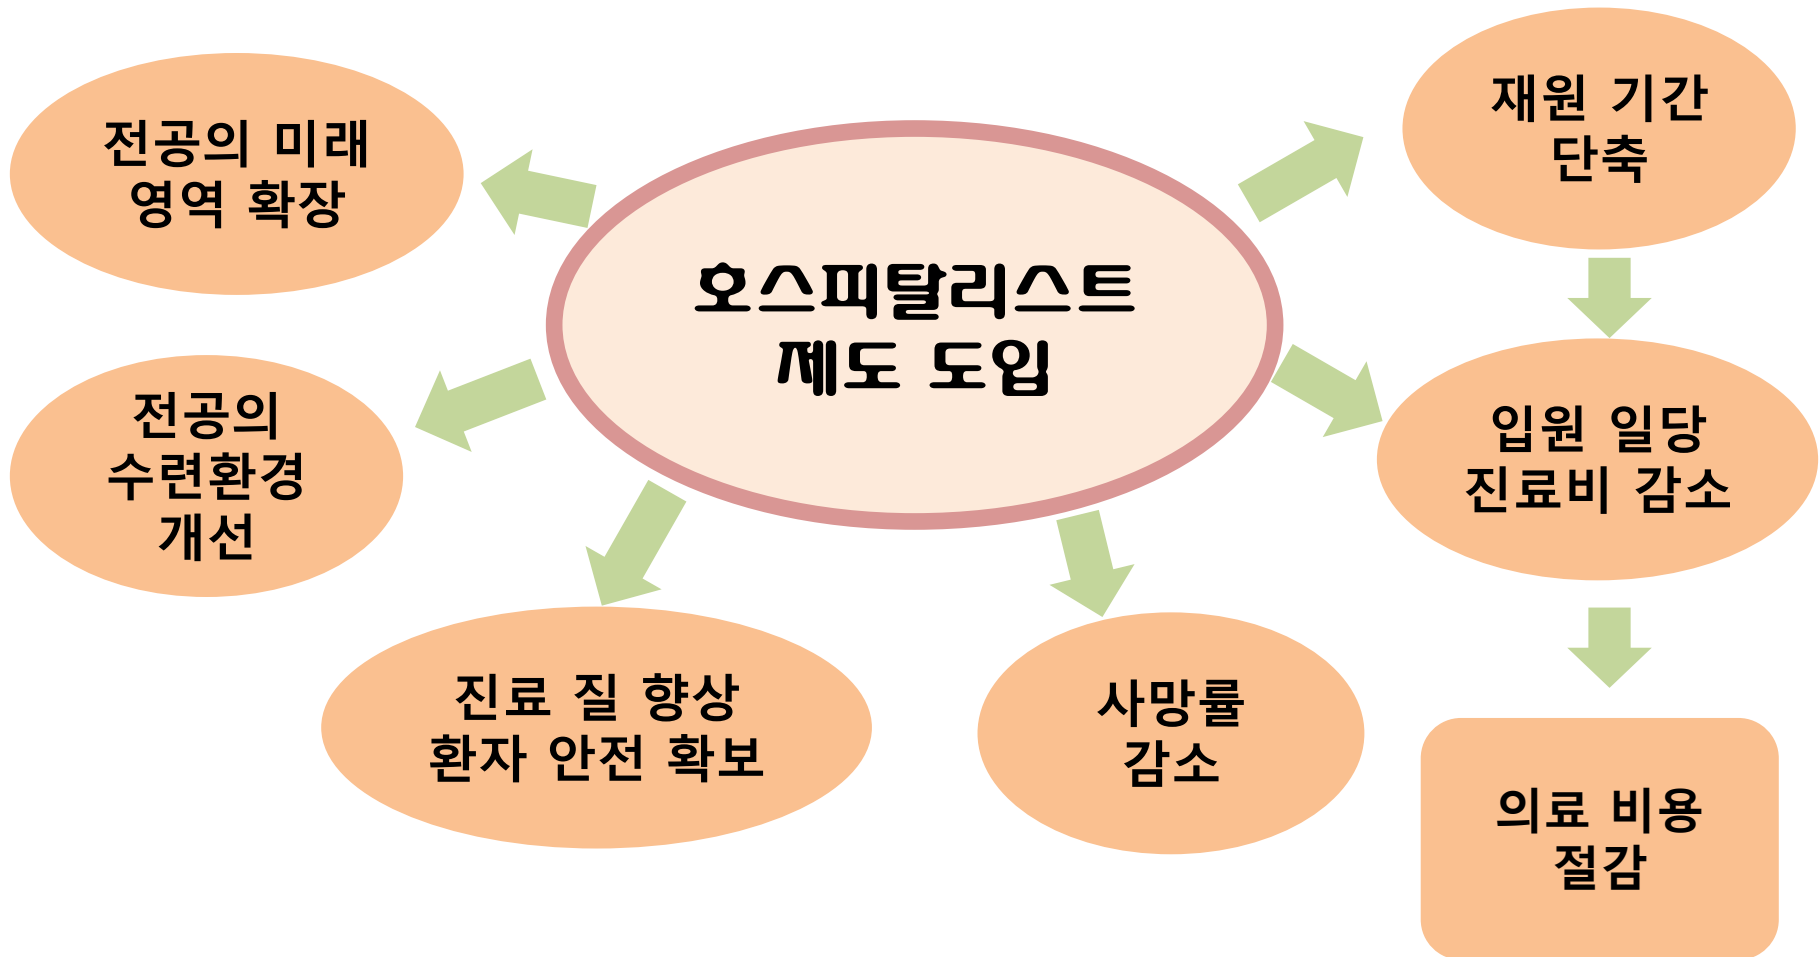 전공의 미래
영역 확장
재원 기간
단축
오스피탈리스트
제도 도입
전공의
수련환경
개선
입원 일당
진료비 감소
진료 질 향상
환자 안전 확보
사망률
감소
의료 비용
절감